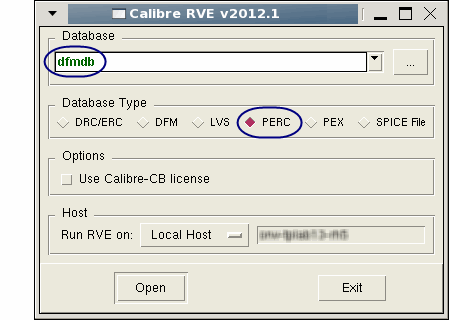 Calibre RVE v2012.1
Database
dfmdb
...
Database Type
DRC/ERC DFM LVS PERC PEX SPICE File
Options
Use Calibre-CB license
Host
Run RVE on: Local Host
Open Exit